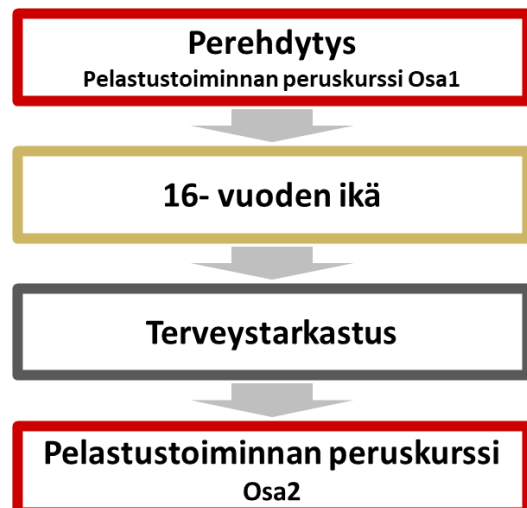 Perehdytys
Pelastustoiminnan peruskurssi Osa1
16- vuoden ikä
Terveystarkastus
Pelastustoiminnan peruskurssi
Osa2